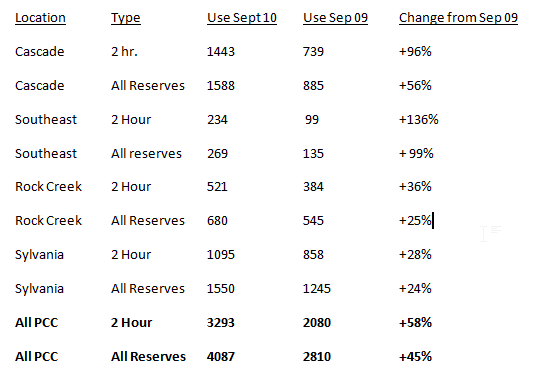 Location Type Use Sept 10 Use Sep 09 Change from Sep 09
Cascade 2 hr. 1443 739 +96%
Cascade All Reserves 1588 885 +56%
Southeast 2 Hour 234 99 +136%
Southeast All reserves 269 135 + 99%
Rock Creek 2 Hour 521 384 +36%
Rock Creek All Reserves 680 545 +25%
Sylvania 2 Hour 1095 858 +28%
Sylvania All Reserves 1550 1245 +24%
All PCC 2 Hour 3293 2080 +58%
All PCC All Reserves 4087 2810 +45%